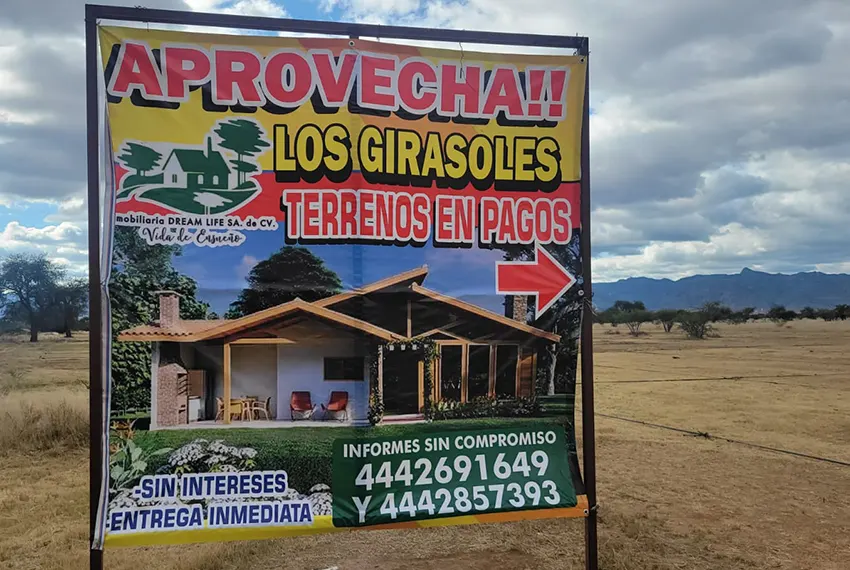 APROVECHA!!
LOS GIRASOLES
mobiliaria DREAM LIFE SA. de CV.
Vida de Ensueño
TERRENOS EN PAGOS
INFORMES SIN COMPROMISO
4442691649
Y 4442857393
-SIN INTERESES
-ENTREGA INMEDIATA